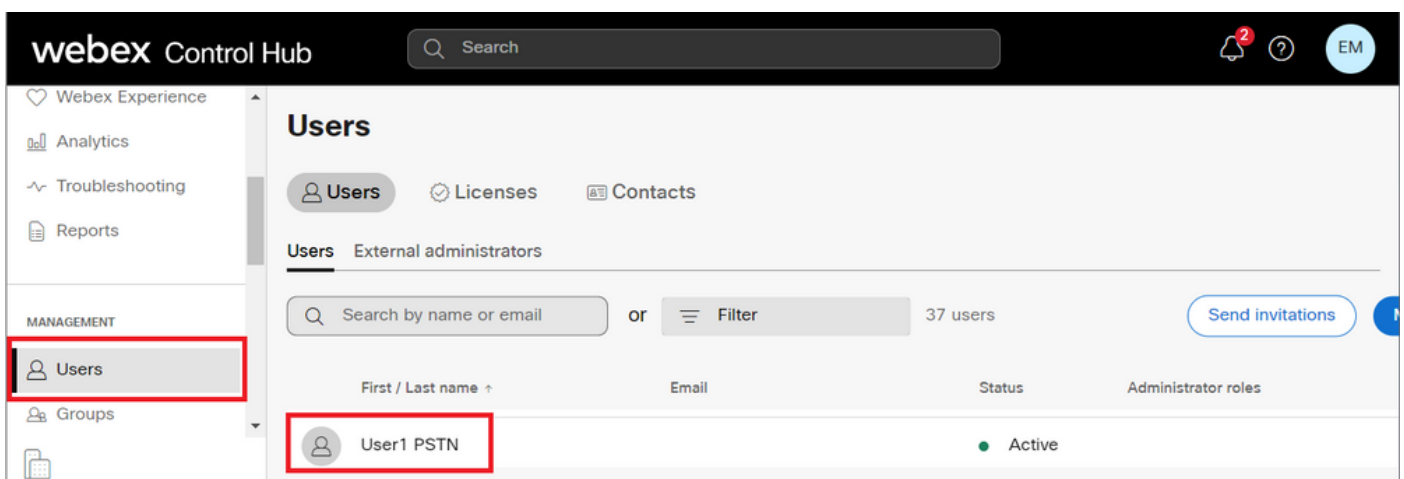 webex Control Hub
Search
2
EM
Webex Experience
Analytics
Troubleshooting
Reports
MANAGEMENT
Users
Groups
Users
Users Licenses Contacts
Users External administrators
Search by name or email or Filter 37 users Send invitations
First / Last name ↑ Email Status Administrator roles
User1 PSTN Active